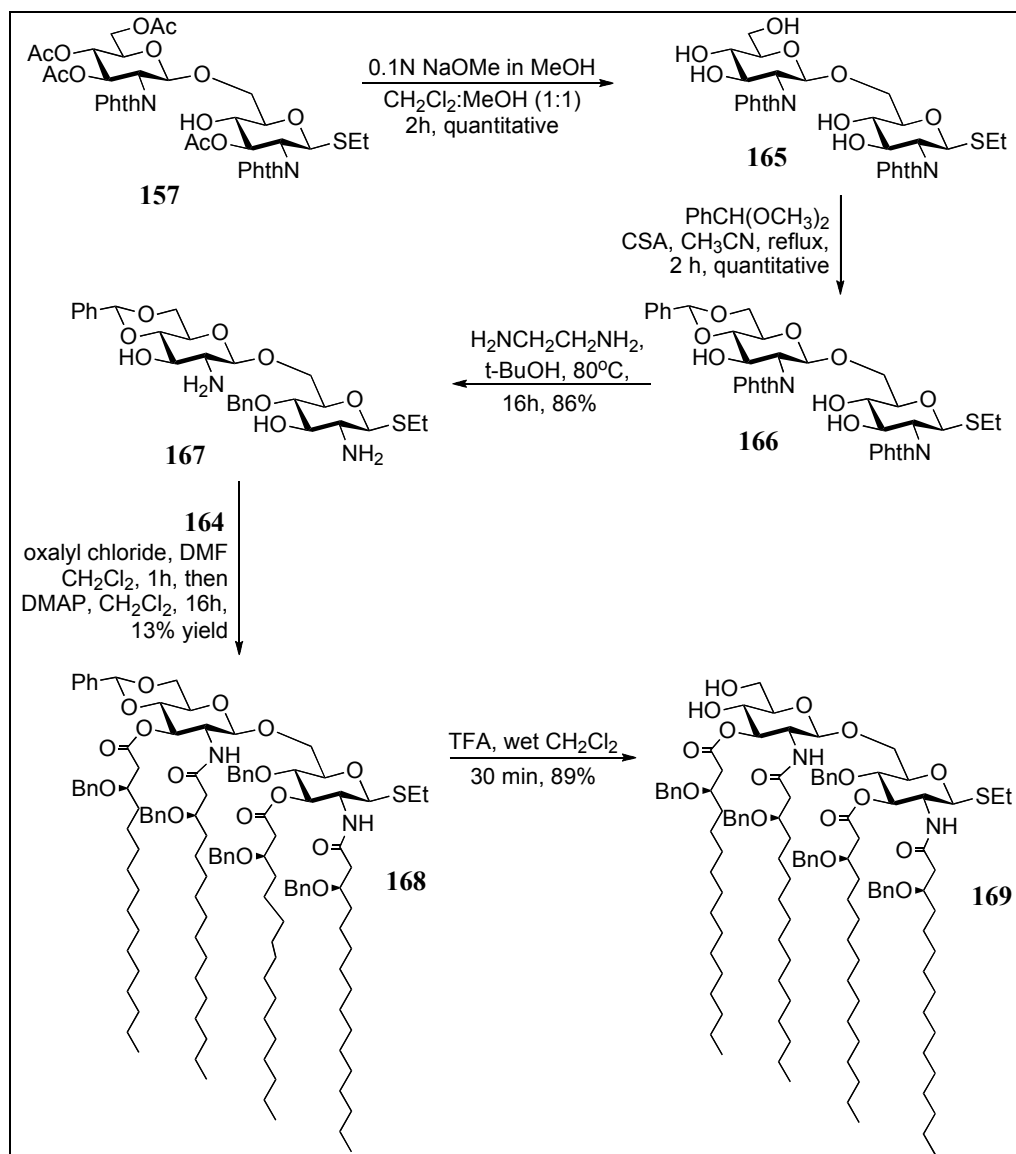 OAc
AcO
AcO
O
O
PhthN
HO
O
AcO
SEt
PhthN
157
0.1N NaOMe in MeOH
CH₂Cl₂:MeOH (1:1)
2h, quantitative
OH
HO
HO
O
O
PhthN
HO
O
HO
SEt
PhthN
165
PhCH(OCH₃)₂
CSA, CH₃CN, reflux,
2 h, quantitative
Ph
O
O
O
HO
O
PhthN
HO
O
HO
SEt
PhthN
166
H₂NCH₂CH₂NH₂,
t-BuOH, 80°C,
16h, 86%
Ph
O
O
O
HO
O
NH₂
BnO
O
HO
SEt
NH₂
167
164
oxalyl chloride, DMF
CH₂Cl₂, 1h, then
DMAP, CH₂Cl₂, 16h,
13% yield
Ph
O
O
O
O
O
O
NH
O
BnO
O
SEt
BnO
BnO
O
O
NH
O
BnO
BnO
168
TFA, wet CH₂Cl₂
30 min, 89%
HO
HO
O
O
O
O
NH
O
BnO
O
SEt
BnO
BnO
O
O
NH
O
BnO
BnO
169